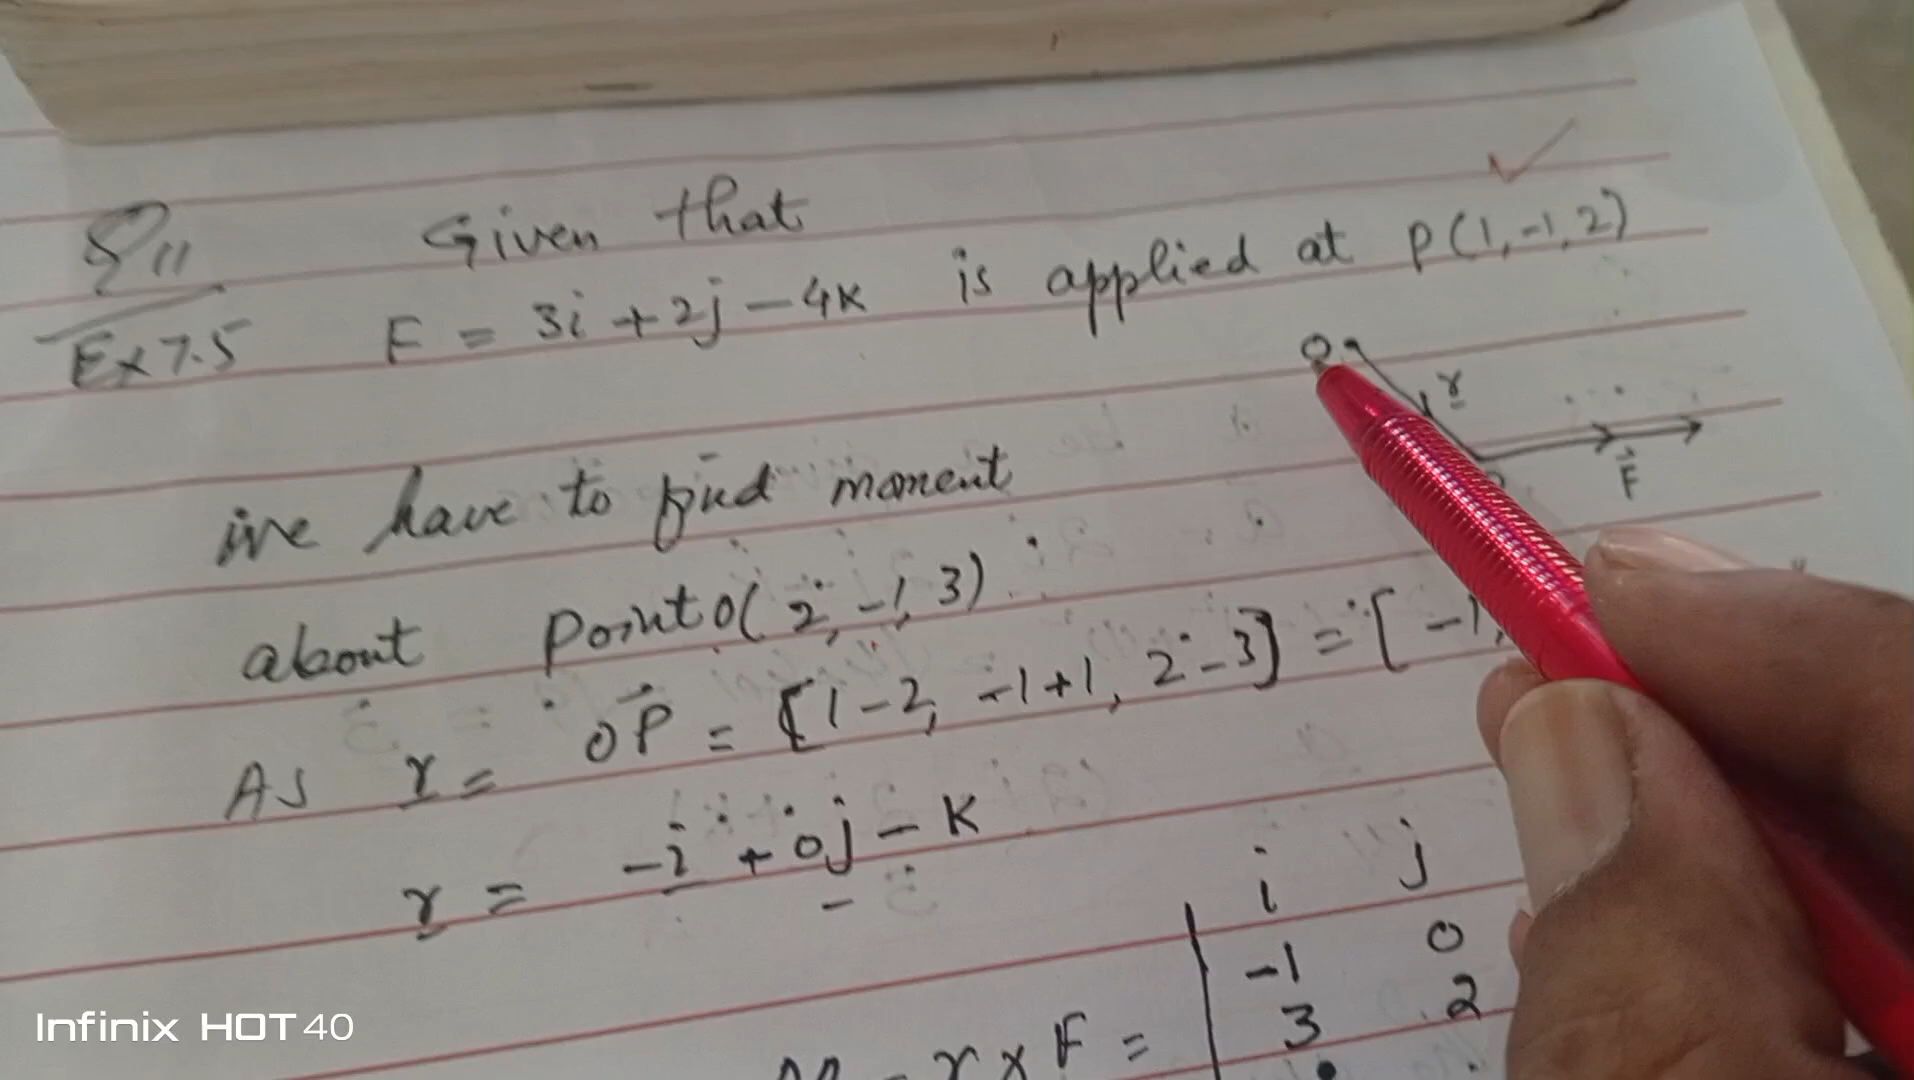 Q11 Given that
Ex 7.5 F = 3i + 2j - 4k is applied at P(1, -1, 2)
O r
F
we have to find moment
about Point O(2, -1, 3)
As r = OP = [1-2, -1+1, 2-3] = [-1,
r = -i + 0j - k
i j
-1 0
r x F = 3 2
Infinix HOT 40